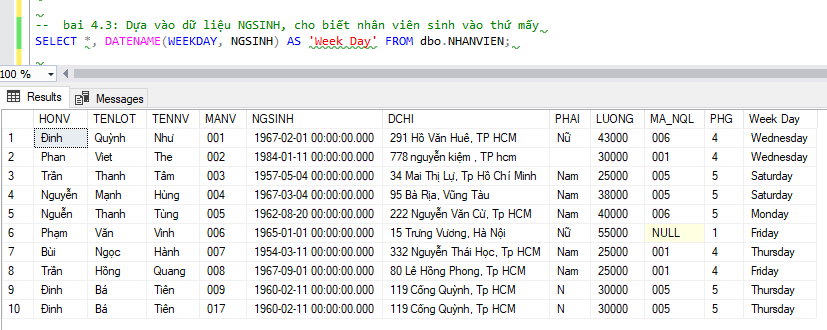 -- bai 4.3: Dựa vào dữ liệu NGSINH, cho biết nhân viên sinh vào thứ mấy
SELECT *, DATENAME(WEEKDAY, NGSINH) AS 'Week Day' FROM dbo.NHANVIEN;
100 %
Results Messages
HONV TENLOT TENNV MANV NGSINH DCHI PHAI LUONG MA_NQL PHG Week Day
1 Đinh Quỳnh Như 001 1967-02-01 00:00:00.000 291 Hồ Văn Huê, TP HCM Nữ 43000 006 4 Wednesday
2 Phan Viet The 002 1984-01-11 00:00:00.000 778 nguyễn kiệm , TP hcm 30000 001 4 Wednesday
3 Trần Thanh Tâm 003 1957-05-04 00:00:00.000 34 Mai Thị Lự, Tp Hồ Chí Minh Nam 25000 005 5 Saturday
4 Nguyễn Mạnh Hùng 004 1967-03-04 00:00:00.000 95 Bà Rịa, Vũng Tàu Nam 38000 005 5 Saturday
5 Nguễn Thanh Tùng 005 1962-08-20 00:00:00.000 222 Nguyễn Văn Cừ, Tp HCM Nam 40000 006 5 Monday
6 Phạm Văn Vinh 006 1965-01-01 00:00:00.000 15 Trưng Vương, Hà Nội Nữ 55000 NULL 1 Friday
7 Bùi Ngọc Hành 007 1954-03-11 00:00:00.000 332 Nguyễn Thái Học, Tp HCM Nam 25000 001 4 Thursday
8 Trần Hồng Quang 008 1967-09-01 00:00:00.000 80 Lê Hồng Phong, Tp HCM Nam 25000 001 4 Friday
9 Đinh Bá Tiên 009 1960-02-11 00:00:00.000 119 Cống Quỳnh, Tp HCM N 30000 005 5 Thursday
10 Đinh Bá Tiên 017 1960-02-11 00:00:00.000 119 Cống Quỳnh, Tp HCM N 30000 005 5 Thursday